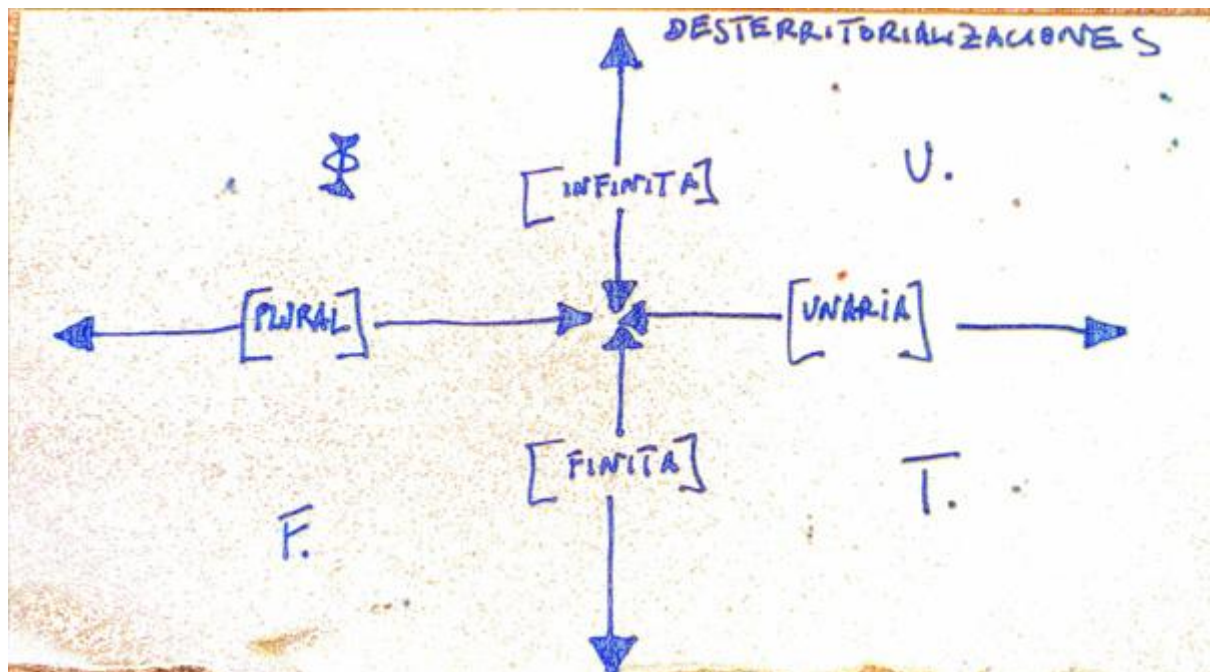 DESTERRITORIALIZACIONES
U.
[INFINITA]
[PLURAL]
[UNARIA]
[FINITA]
T.
F.